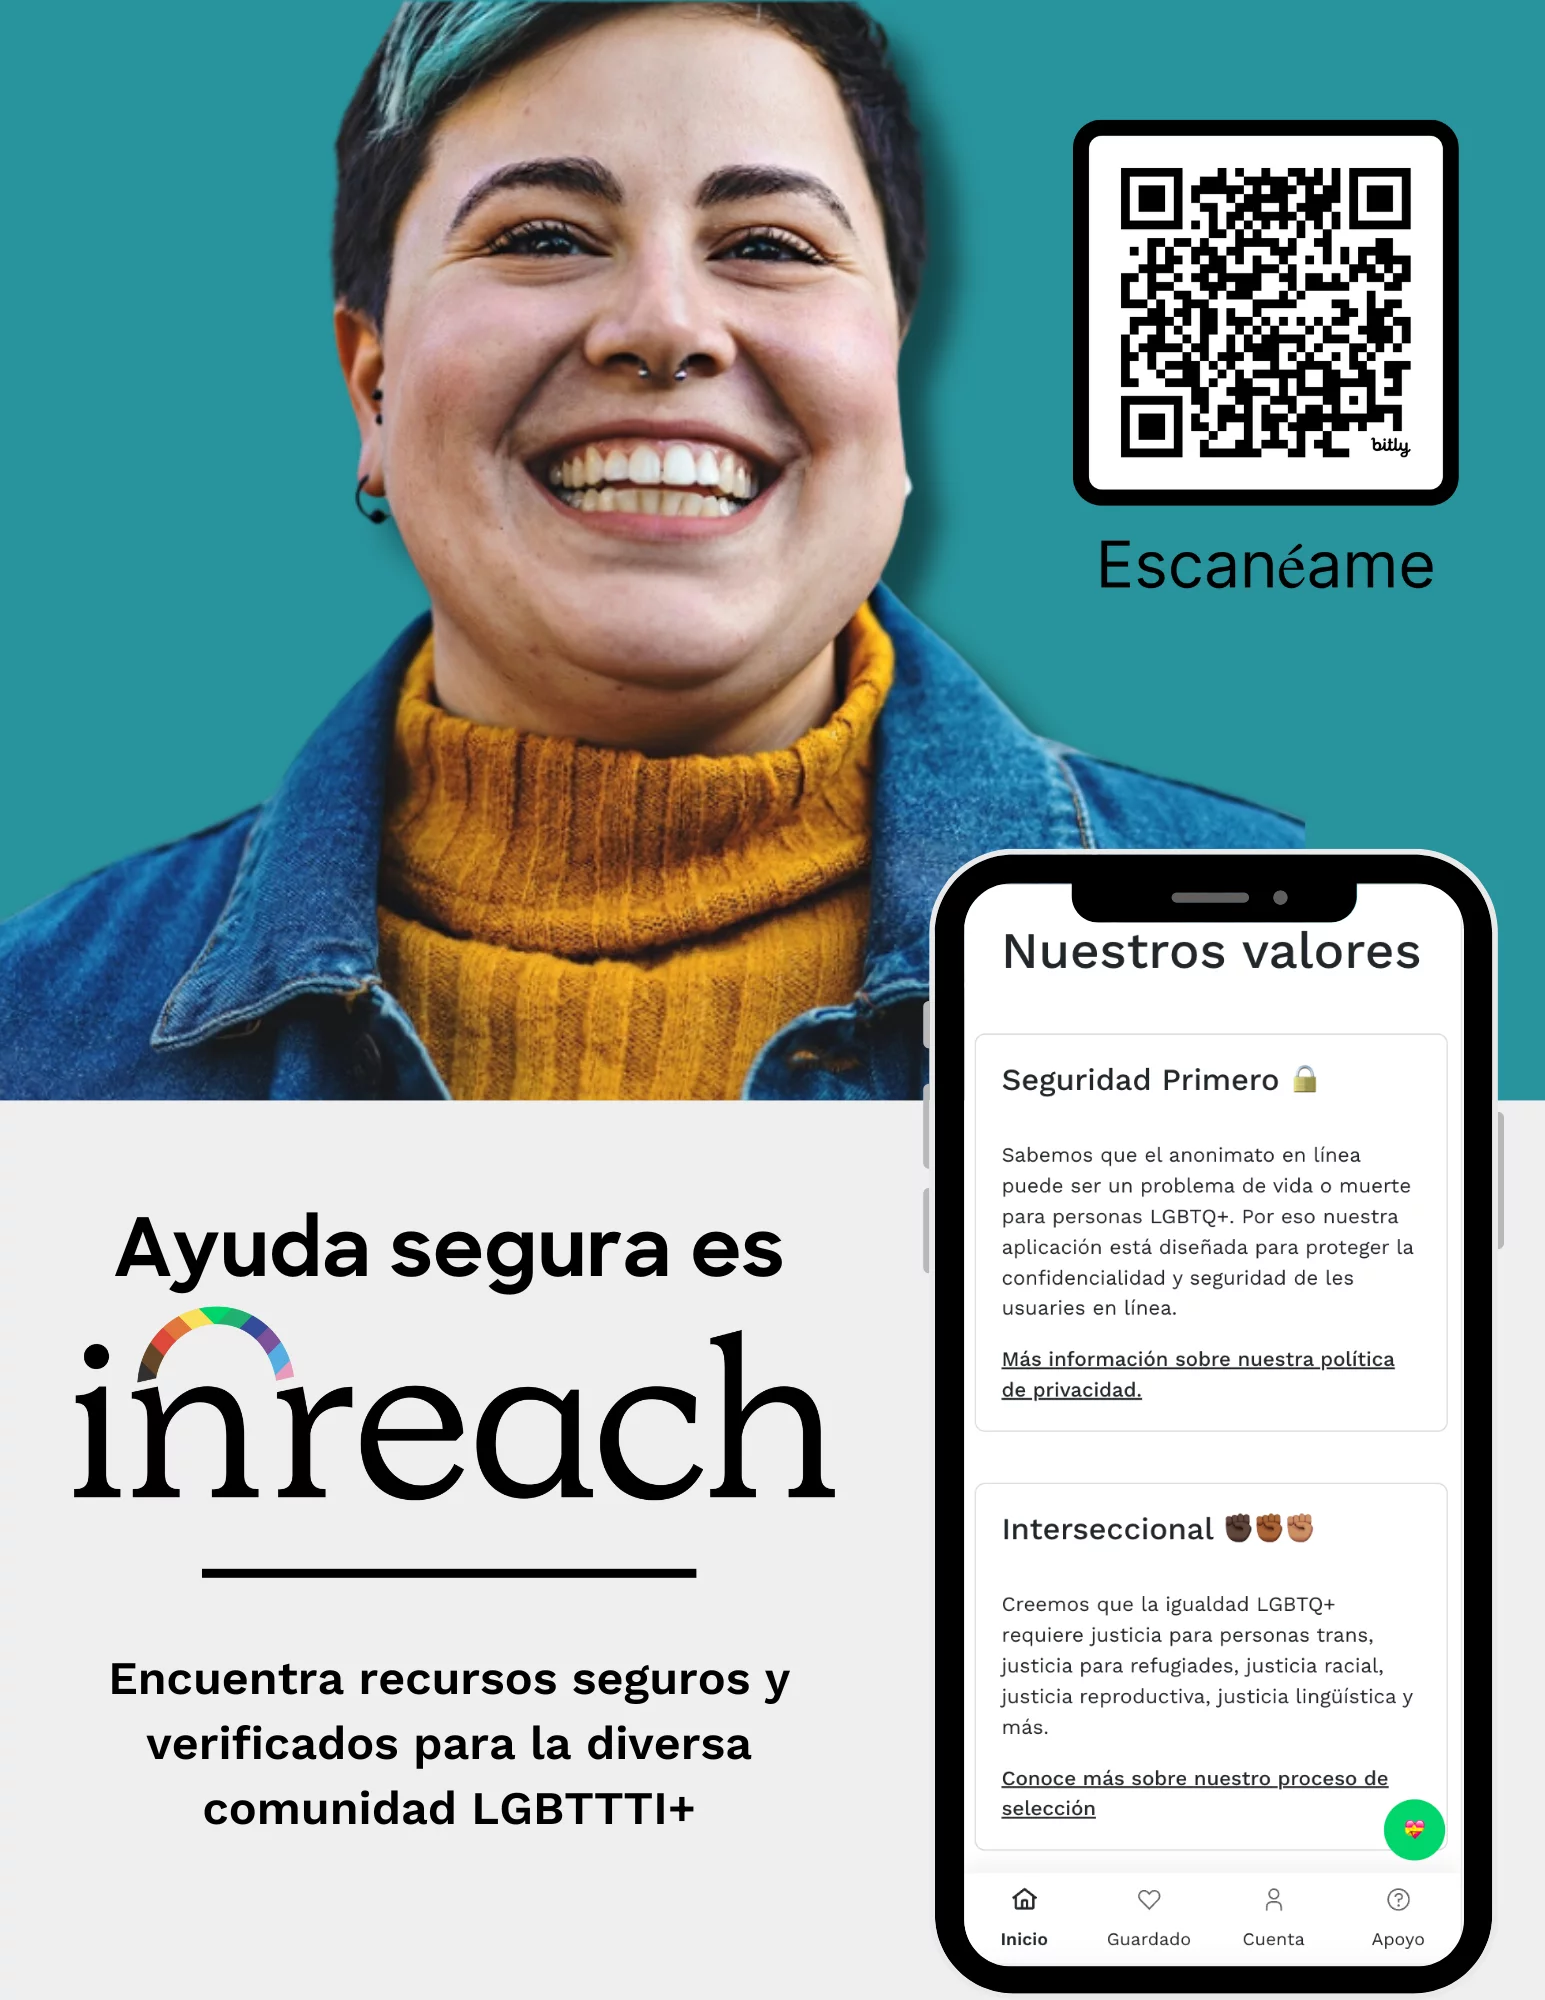 bitly
Escanéame
Ayuda segura es
inreach
Encuentra recursos seguros y
verificados para la diversa
comunidad LGBTTTI+
Nuestros valores
Seguridad Primero 🔒
Sabemos que el anonimato en línea
puede ser un problema de vida o muerte
para personas LGBTQ+. Por eso nuestra
aplicación está diseñada para proteger la
confidencialidad y seguridad de les
usuaries en línea.
Más información sobre nuestra política
de privacidad.
Interseccional ✊🏿✊🏾✊🏽
Creemos que la igualdad LGBTQ+
requiere justicia para personas trans,
justicia para refugiades, justicia racial,
justicia reproductiva, justicia lingüística y
más.
Conoce más sobre nuestro proceso de
selección
Inicio Guardado Cuenta Apoyo